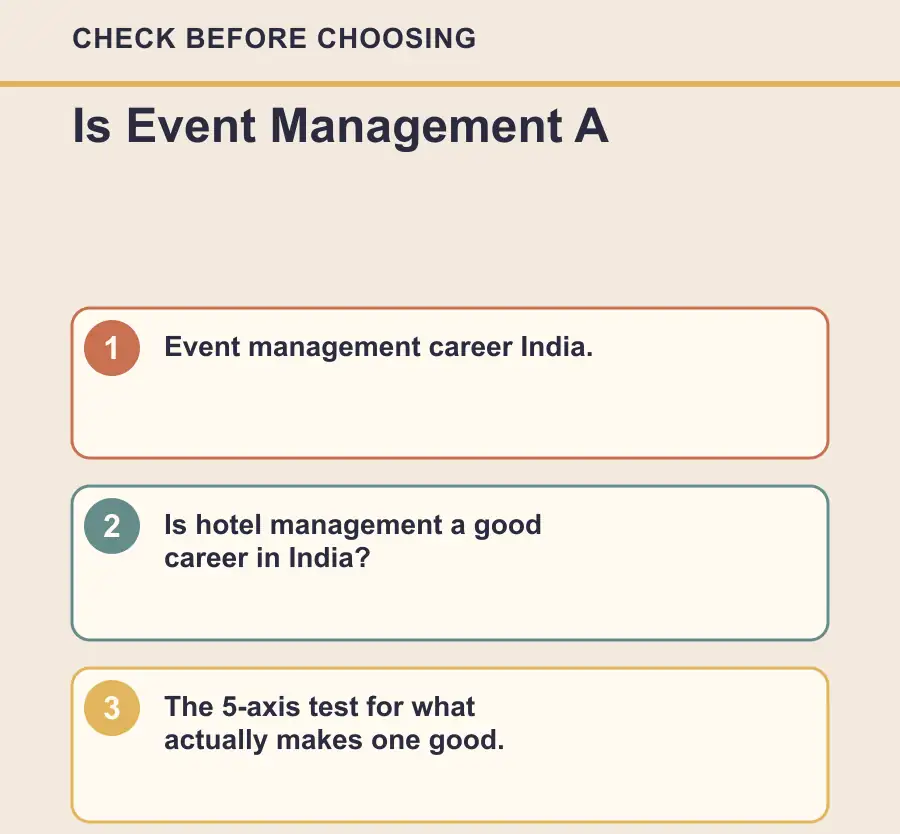 CHECK BEFORE CHOOSING
Is Event Management A
1
Event management career India.
2
Is hotel management a good
career in India?
3
The 5-axis test for what
actually makes one good.